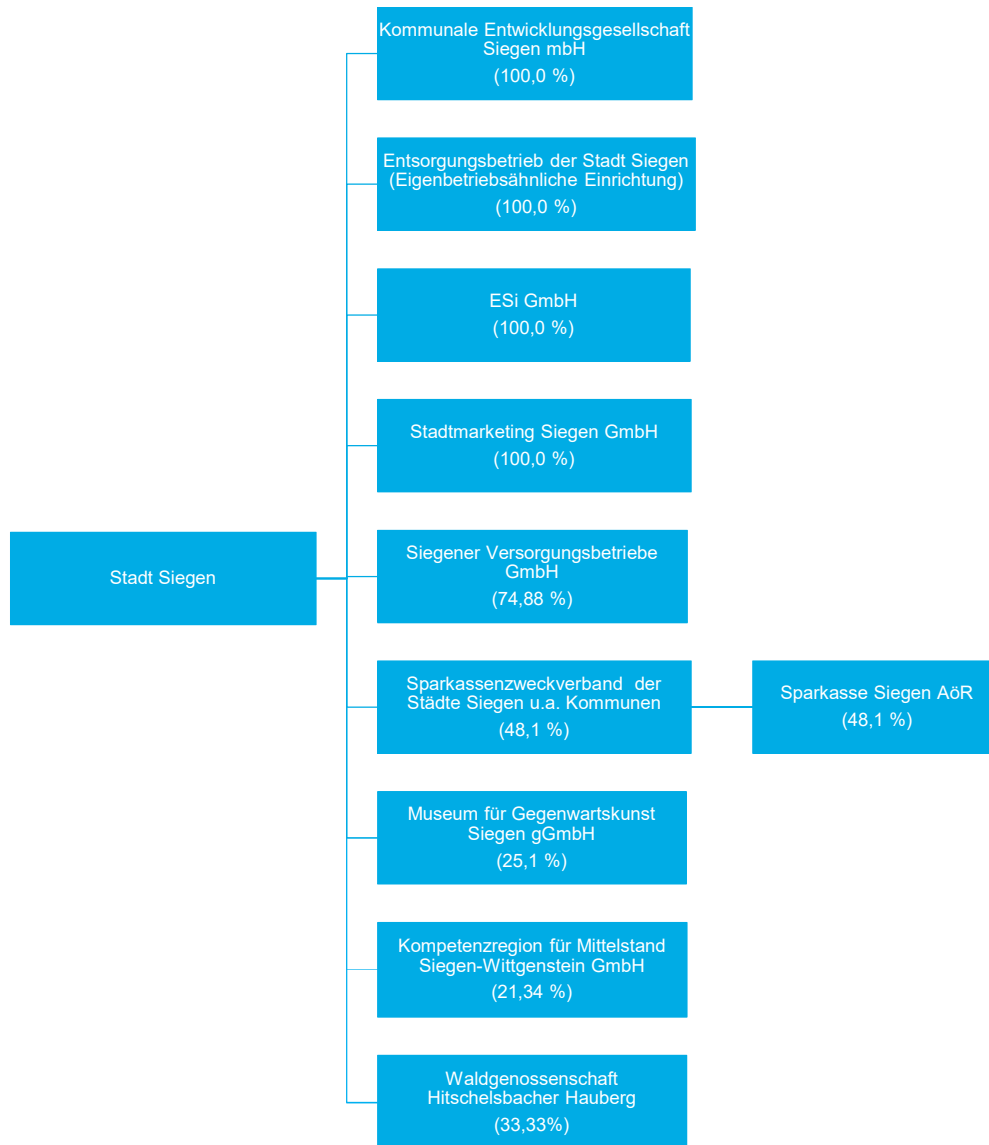 Kommunale Entwicklungsgesellschaft
Siegen mbH
(100,0 %)
Entsorgungsbetrieb der Stadt Siegen
(Eigenbetriebsähnliche Einrichtung)
(100,0 %)
ESi GmbH
(100,0 %)
Stadtmarketing Siegen GmbH
(100,0 %)
Stadt Siegen
Siegener Versorgungsbetriebe
GmbH
(74,88 %)
Sparkassenzweckverband der
Städte Siegen u.a. Kommunen
(48,1 %)
Sparkasse Siegen AöR
(48,1 %)
Museum für Gegenwartskunst
Siegen gGmbH
(25,1 %)
Kompetenzregion für Mittelstand
Siegen-Wittgenstein GmbH
(21,34 %)
Waldgenossenschaft
Hitschelsbacher Hauberg
(33,33%)